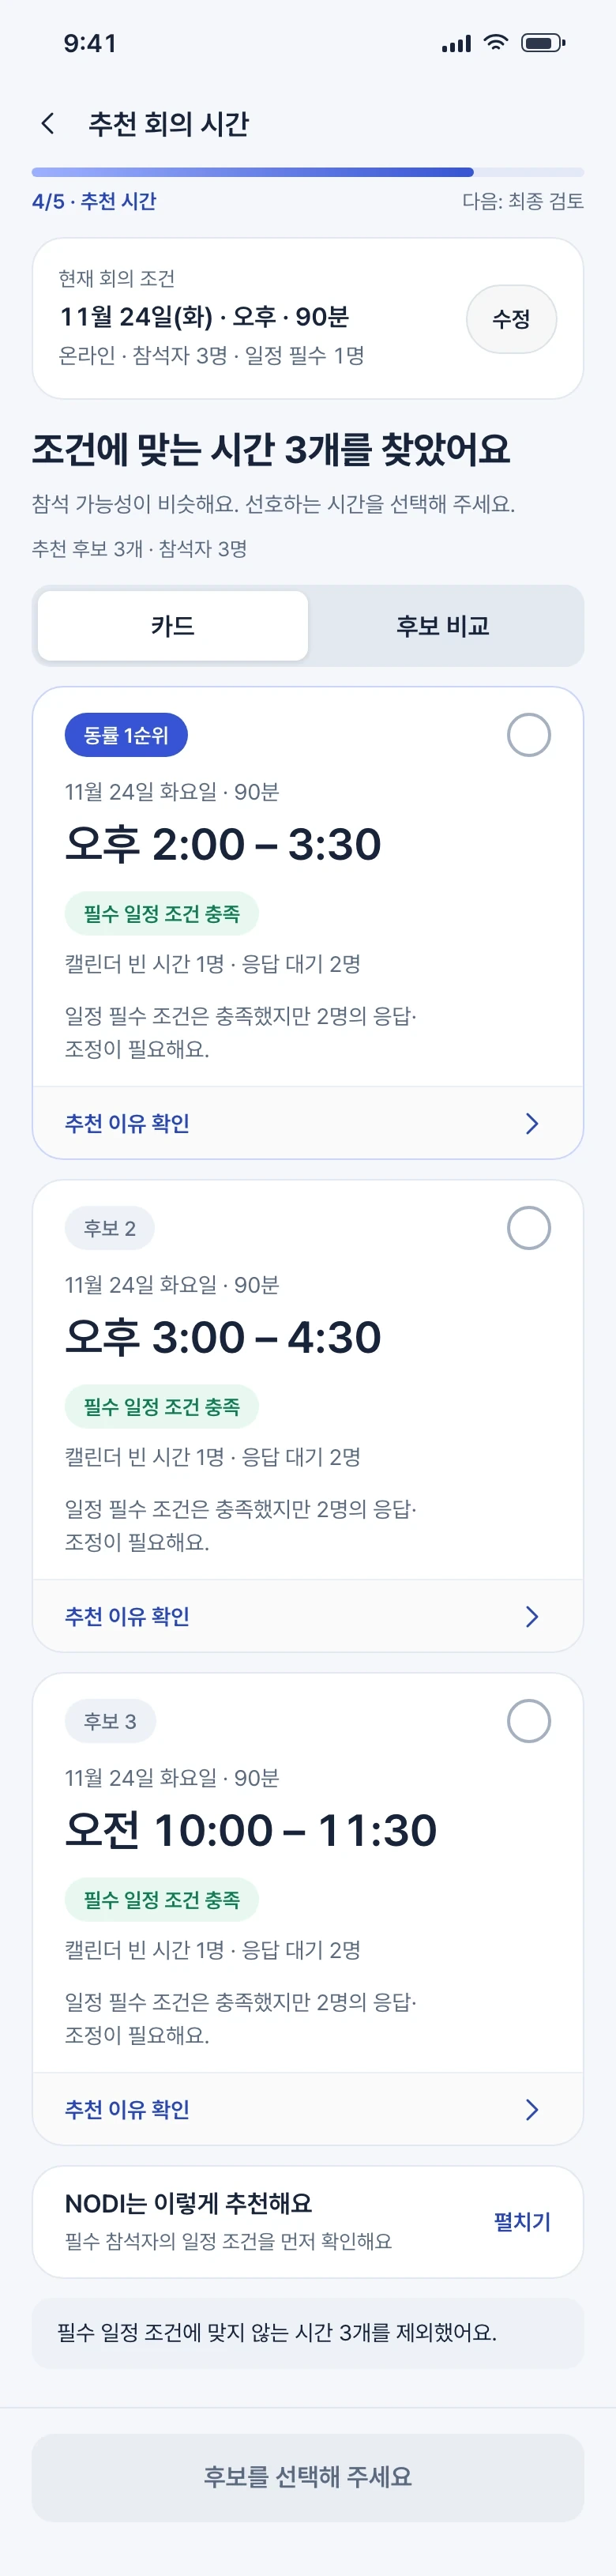 9:41
추천 회의 시간
4/5 · 추천 시간
다음: 최종 검토
현재 회의 조건
11월 24일(화) · 오후 · 90분
온라인 · 참석자 3명 · 일정 필수 1명
수정
조건에 맞는 시간 3개를 찾았어요
참석 가능성이 비슷해요. 선호하는 시간을 선택해 주세요.
추천 후보 3개 · 참석자 3명
카드
후보 비교
동률 1순위
11월 24일 화요일 · 90분
오후 2:00 – 3:30
필수 일정 조건 충족
캘린더 빈 시간 1명 · 응답 대기 2명
일정 필수 조건은 충족했지만 2명의 응답·
조정이 필요해요.
추천 이유 확인
후보 2
11월 24일 화요일 · 90분
오후 3:00 – 4:30
필수 일정 조건 충족
캘린더 빈 시간 1명 · 응답 대기 2명
일정 필수 조건은 충족했지만 2명의 응답·
조정이 필요해요.
추천 이유 확인
후보 3
11월 24일 화요일 · 90분
오전 10:00 – 11:30
필수 일정 조건 충족
캘린더 빈 시간 1명 · 응답 대기 2명
일정 필수 조건은 충족했지만 2명의 응답·
조정이 필요해요.
추천 이유 확인
NODI는 이렇게 추천해요
필수 참석자의 일정 조건을 먼저 확인해요
펼치기
필수 일정 조건에 맞지 않는 시간 3개를 제외했어요.
후보를 선택해 주세요